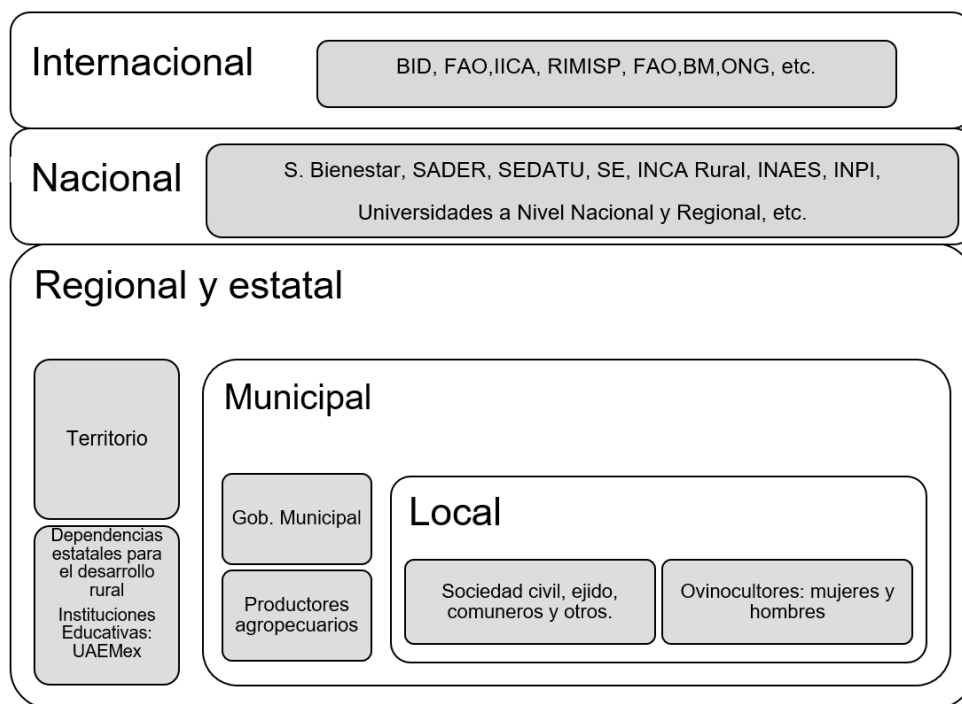 Internacional
BID, FAO,IICA, RIMISP, FAO,BM,ONG, etc.
Nacional
S. Bienestar, SADER, SEDATU, SE, INCA Rural, INAES, INPI,
Universidades a Nivel Nacional y Regional, etc.
Regional y estatal
Territorio
Dependencias
estatales para
el desarrollo
rural
Instituciones
Educativas:
UAEMex
Municipal
Gob. Municipal
Productores
agropecuarios
Local
Sociedad civil, ejido,
comuneros y otros.
Ovinocultores: mujeres y
hombres